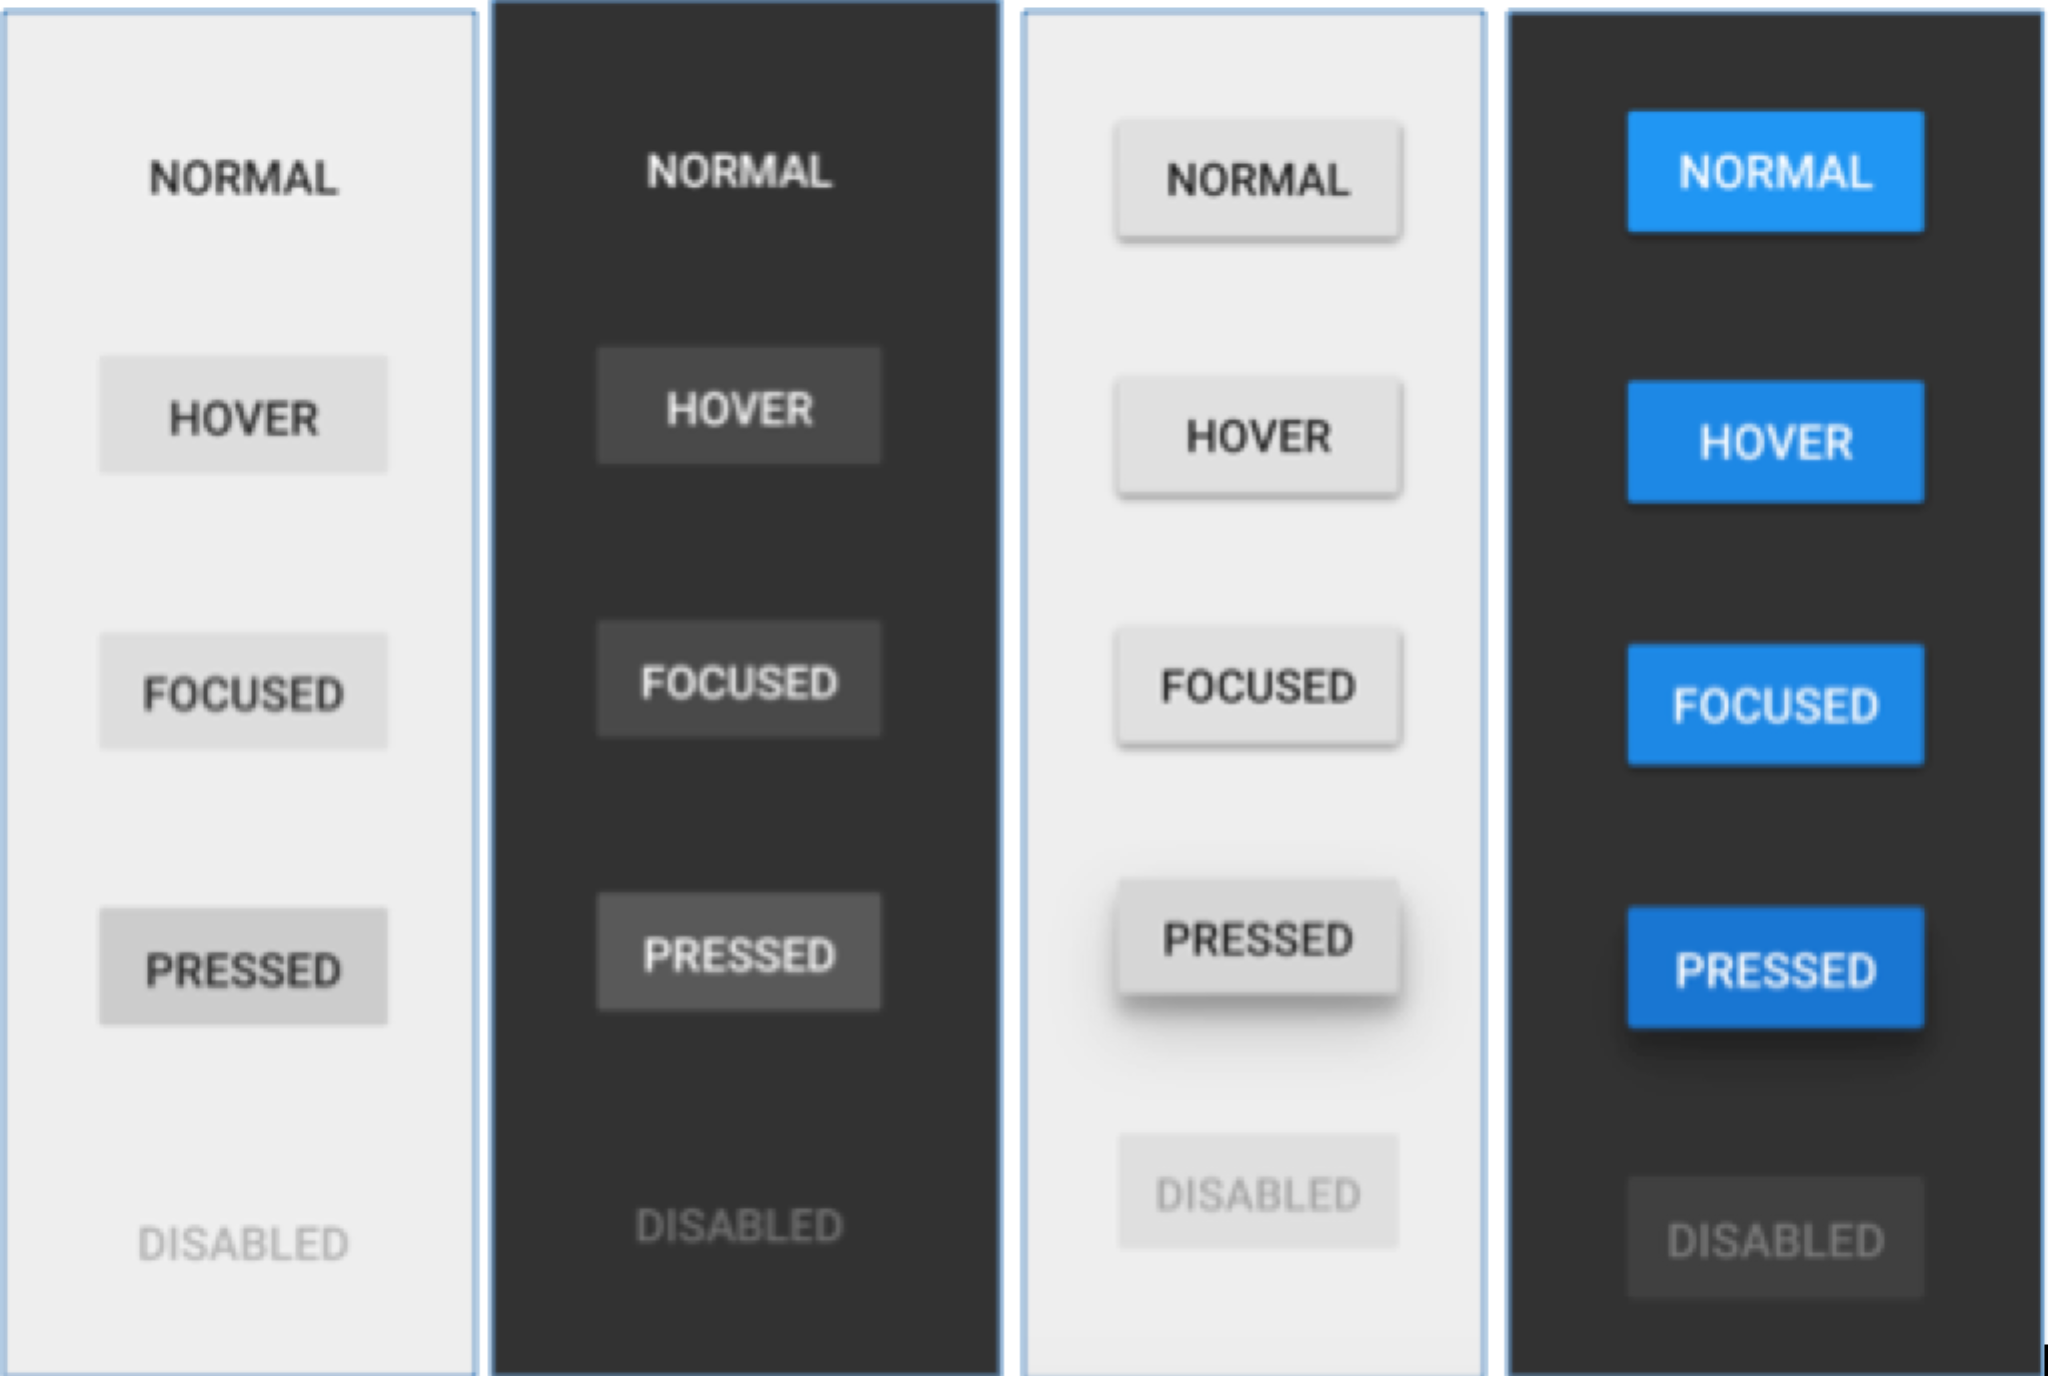 NORMAL
HOVER
FOCUSED
PRESSED
DISABLED
NORMAL
HOVER
FOCUSED
PRESSED
DISABLED
NORMAL
HOVER
FOCUSED
PRESSED
DISABLED
NORMAL
HOVER
FOCUSED
PRESSED
DISABLED